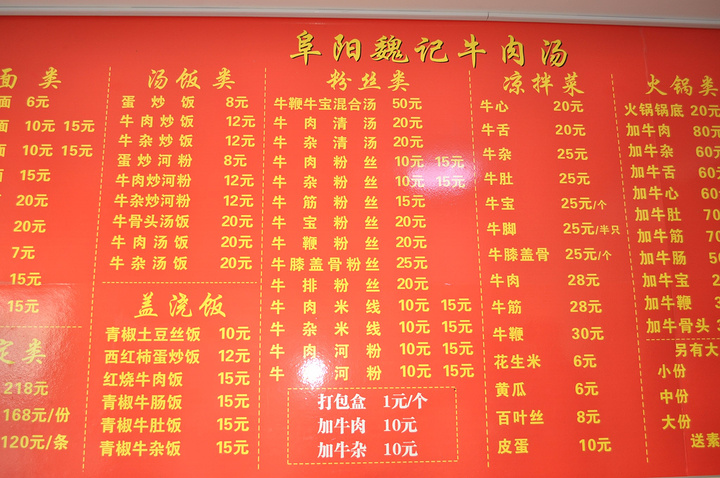 阜阳魏记牛肉汤
面类
面 6元
面 10元 15元
面 10元 15元
面 15元
20元
20元
7元
15元
15元
类
218元
168元/份
120元/条
汤饭类
蛋炒饭 8元
牛肉炒饭 12元
牛杂炒饭 12元
蛋炒河粉 8元
牛肉炒河粉 12元
牛杂炒河粉 12元
牛骨头汤饭 20元
牛肉汤饭 20元
牛杂汤饭 20元
盖浇饭
青椒土豆丝饭 10元
西红柿蛋炒饭 12元
红烧牛肉饭 15元
青椒牛肠饭 15元
青椒牛肚饭 15元
青椒牛杂饭 15元
粉丝类
牛鞭牛宝混合汤 50元
牛肉清汤 20元
牛杂清汤 20元
牛肉粉丝 10元 15元
牛杂粉丝 10元 15元
牛筋粉丝 15元
牛宝粉丝 20元
牛鞭粉丝 20元
牛膝盖骨粉丝 25元
牛排粉丝 20元
牛肉米线 10元 15元
牛杂米线 10元 15元
牛肉河粉 10元 15元
牛杂河粉 10元 15元
打包盒 1元/个
加牛肉 10元
加牛杂 10元
凉拌菜
牛心 20元
牛舌 20元
牛杂 25元
牛肚 25元
牛宝 25元/个
牛脚 25元/半只
牛膝盖骨 25元/个
牛肉 28元
牛筋 28元
牛鞭 30元
花生米 6元
黄瓜 6元
百叶丝 8元
皮蛋 10元
火锅类
火锅锅底 20元
加牛肉 80元
加牛杂 60元
加牛舌 60元
加牛心 60元
加牛肚 70
加牛筋 70
加牛肠 50
加牛宝 2
加牛鞭 3
加牛骨头
另有大
小份
中份
大份
送素